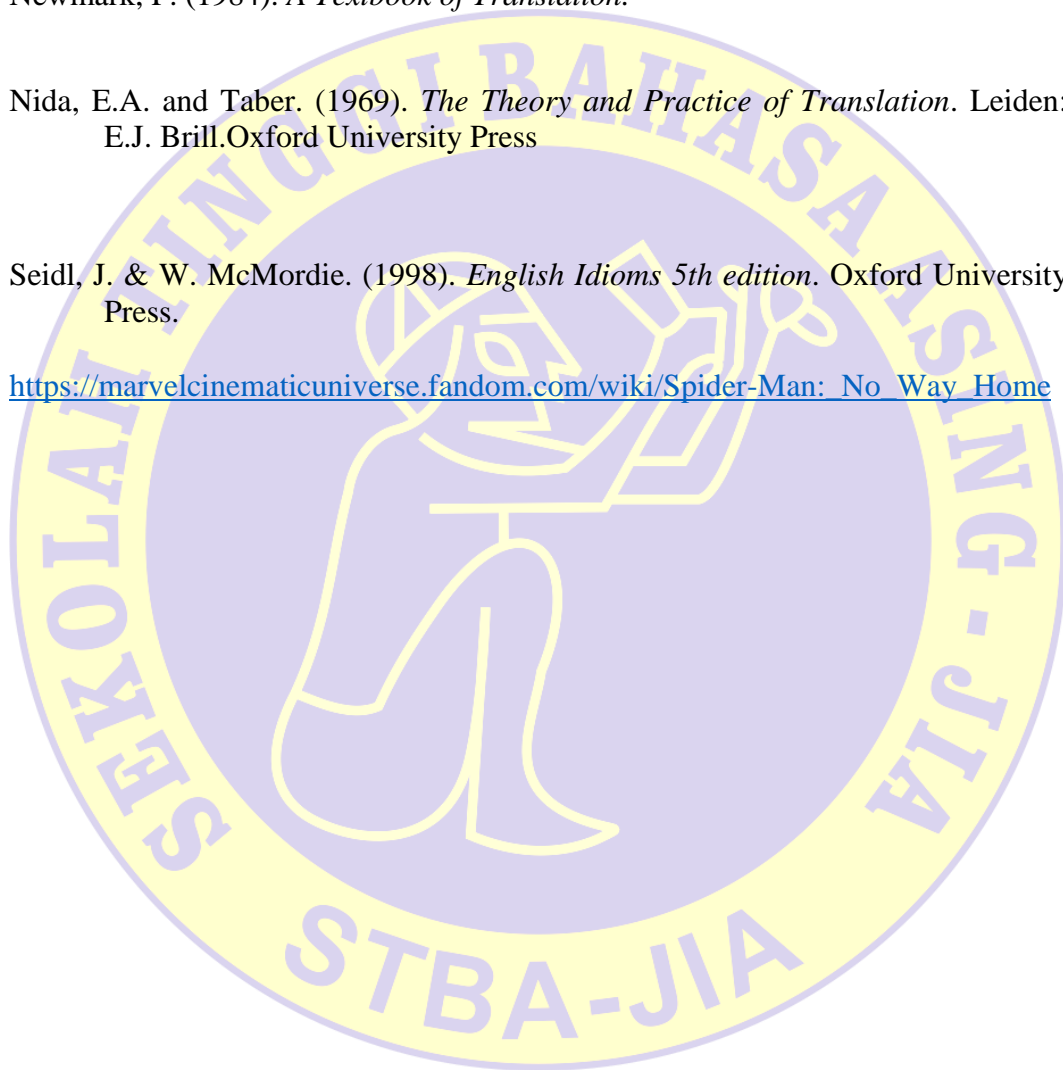 Newmark, P. (1984). A Textbook of Translation.
Nida, E.A. and Taber. (1969). The Theory and Practice of Translation. Leiden:
E.J. Brill.Oxford University Press
Seidl, J. & W. McMordie. (1998). English Idioms 5th edition. Oxford University
Press.
https://marvelcinematicuniverse.fandom.com/wiki/Spider-Man:_No_Way_Home
SEKOLAH TINGGI BAHASA ASING - JIA
STBA-JIA